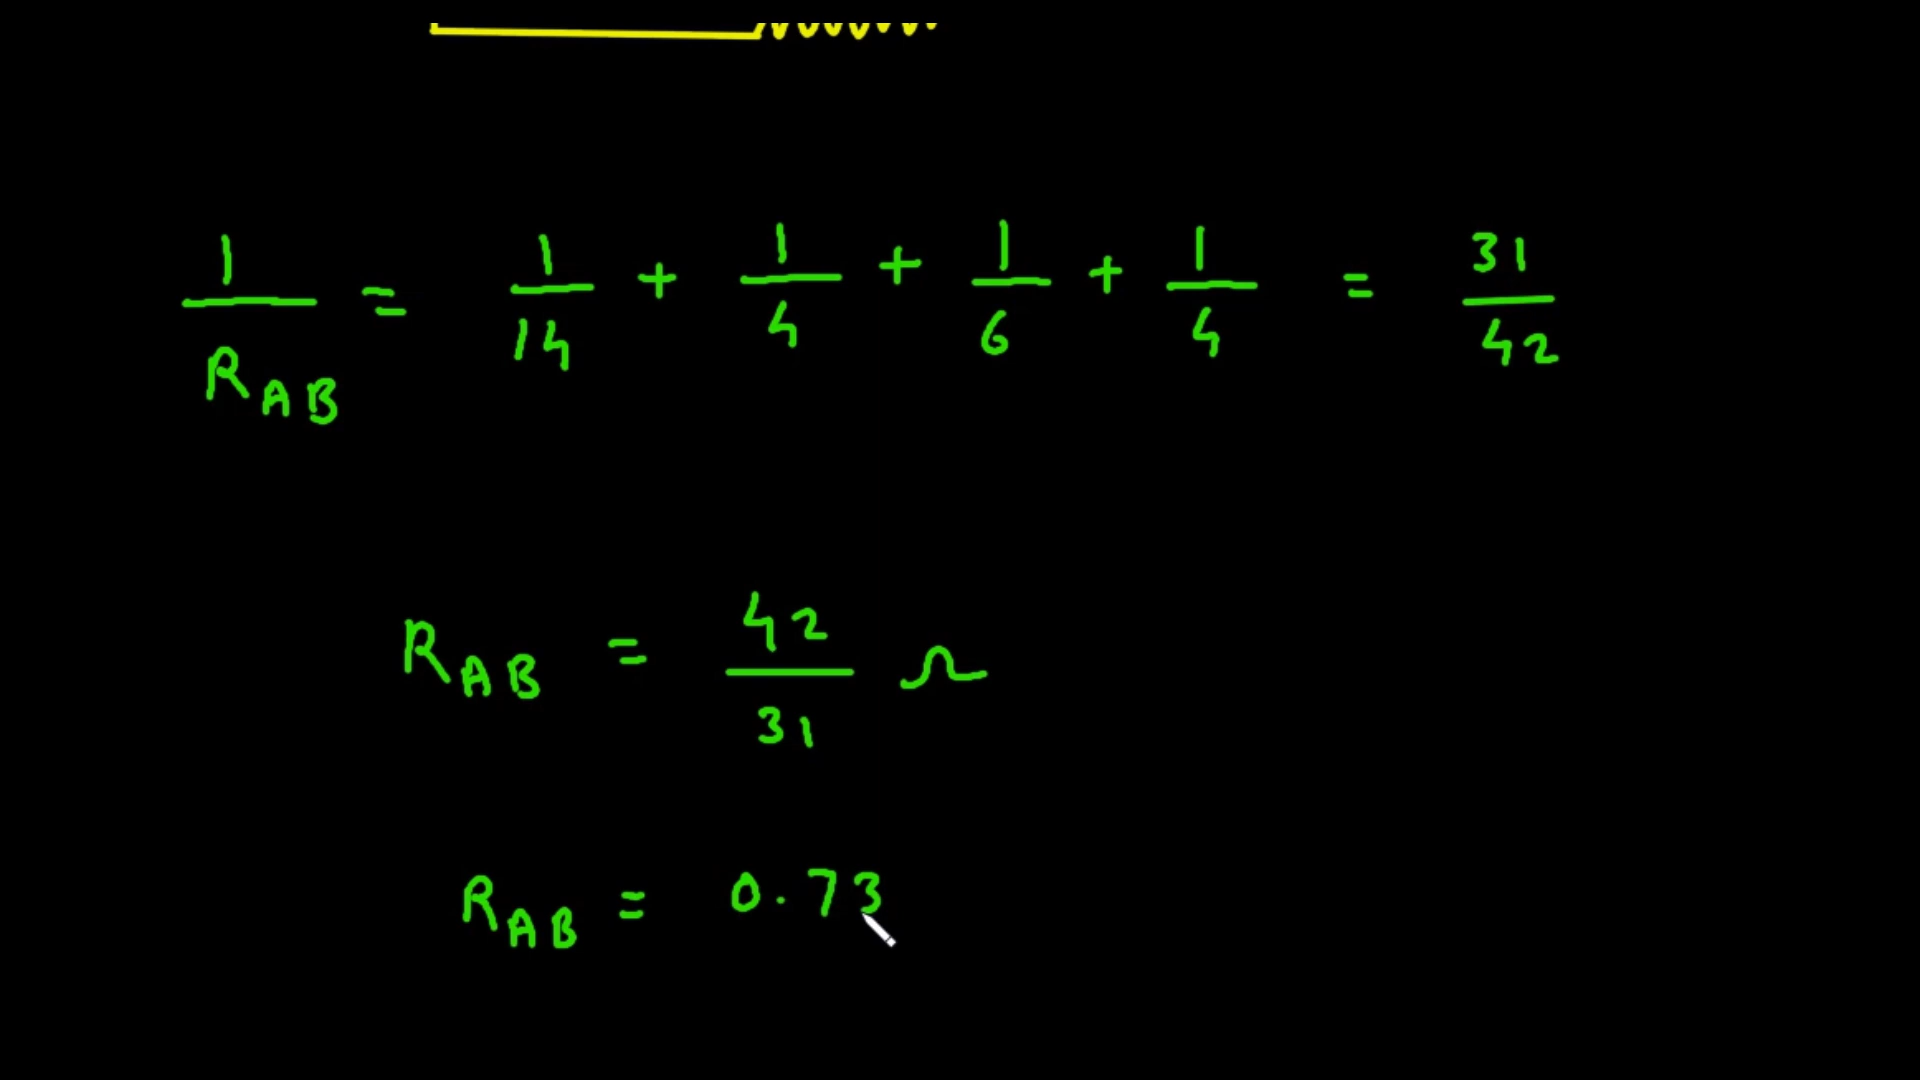 1/R_AB = 1/14 + 1/4 + 1/6 + 1/4 = 31/42
R_AB = 42/31 Ω
R_AB = 0.73